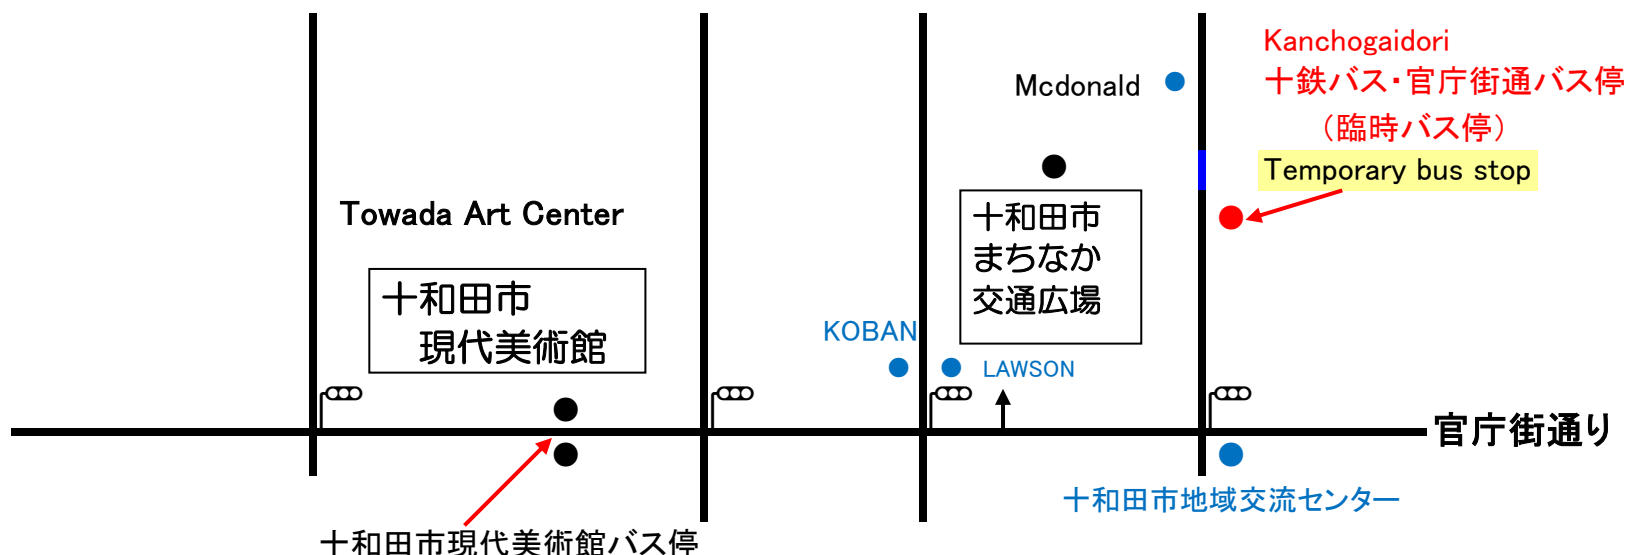 Kanchogaidori
十鉄バス・官庁街通バス停
（臨時バス停）
Temporary bus stop
Mcdonald
Towada Art Center
十和田市
現代美術館
十和田市
まちなか
交通広場
KOBAN
LAWSON
官庁街通り
十和田市地域交流センター
十和田市現代美術館バス停